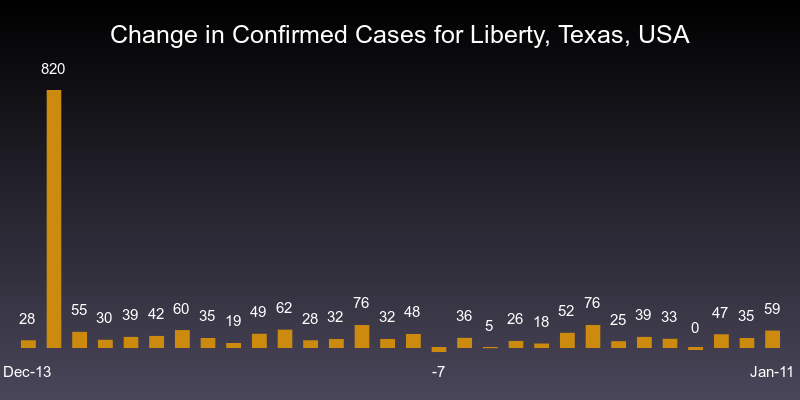 Change in Confirmed Cases for Liberty, Texas, USA
820
28 55 30 39 42 60 35 19 49 62 28 32 76 32 48 36 5 26 18 52 76 25 39 33 0 47 35 59
Dec-13 -7 Jan-11